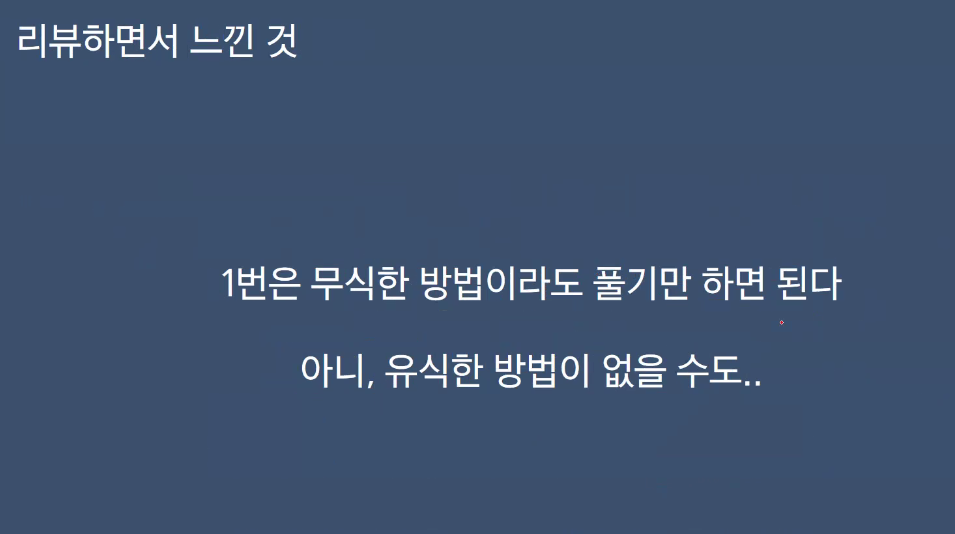 리뷰하면서 느낀 것
1번은 무식한 방법이라도 풀기만 하면 된다
아니, 유식한 방법이 없을 수도..